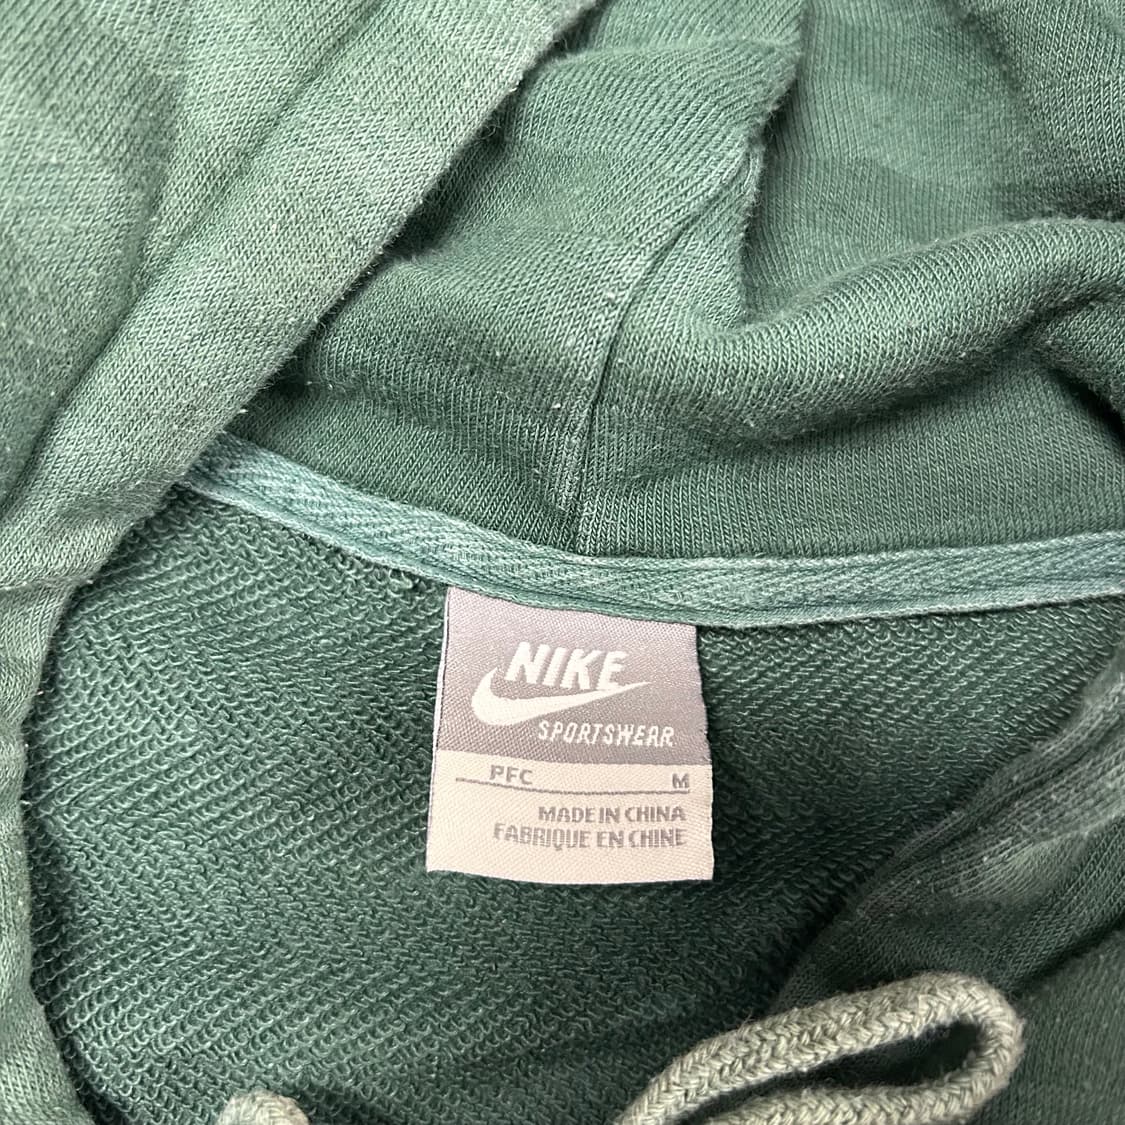 NIKE
SPORTSWEAR
PFC M
MADE IN CHINA
FABRIQUE EN CHINE